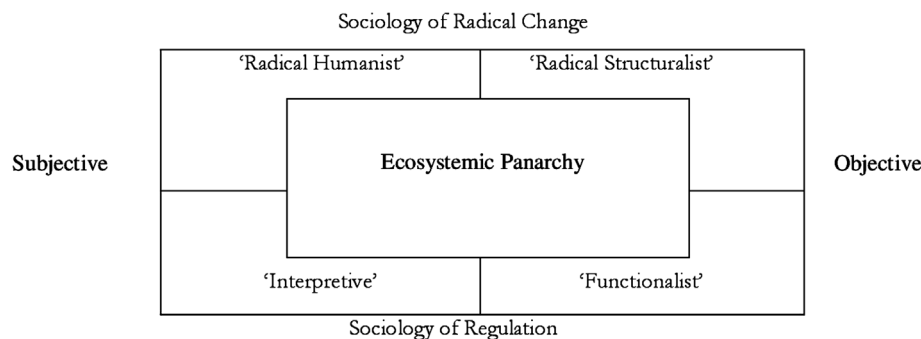 Sociology of Radical Change
‘Radical Humanist’ ‘Radical Structuralist’
Subjective Ecosystemic Panarchy Objective
‘Interpretive’ ‘Functionalist’
Sociology of Regulation